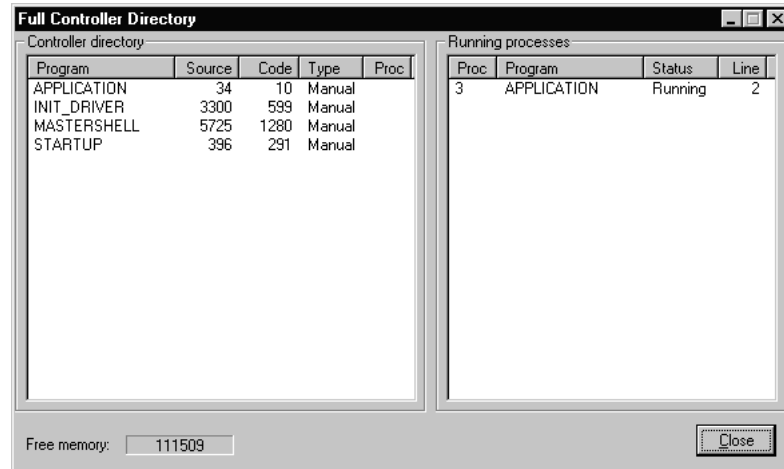 Full Controller Directory
Controller directory
Program Source Code Type Proc
APPLICATION 34 10 Manual
INIT_DRIVER 3300 599 Manual
MASTERSHELL 5725 1280 Manual
STARTUP 396 291 Manual
Running processes
Proc Program Status Line
3 APPLICATION Running 2
Free memory: 111509
Close